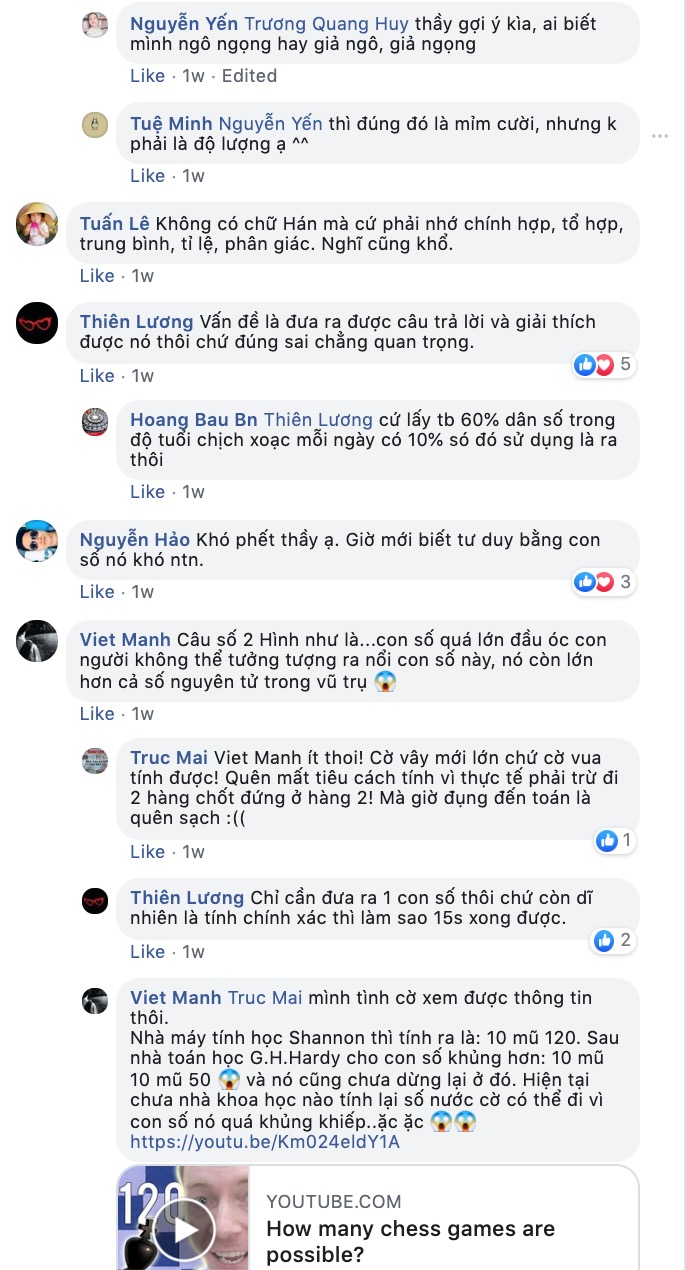 Nguyễn Yến Trương Quang Huy thầy gợi ý kìa, ai biết
mình ngô ngọng hay giả ngô, giả ngọng
Like · 1w · Edited
Tuệ Minh Nguyễn Yến thì đúng đó là mỉm cười, nhưng k
phải là độ lượng ạ ^^
Like · 1w
Tuấn Lê Không có chữ Hán mà cứ phải nhớ chính hợp, tổ hợp,
trung bình, tỉ lệ, phân giác. Nghĩ cũng khổ.
Like · 1w
Thiên Lương Vấn đề là đưa ra được câu trả lời và giải thích
được nó thôi chứ đúng sai chẳng quan trọng.
5
Like · 1w
Hoang Bau Bn Thiên Lương cứ lấy tb 60% dân số trong
độ tuổi chịch xoạc mỗi ngày có 10% só đó sử dụng là ra
thôi
Like · 1w
Nguyễn Hảo Khó phết thầy ạ. Giờ mới biết tư duy bằng con
số nó khó ntn.
3
Like · 1w
Viet Manh Câu số 2 Hình như là...con số quá lớn đầu óc con
người không thể tưởng tượng ra nổi con số này, nó còn lớn
hơn cả số nguyên tử trong vũ trụ 😱
Like · 1w
Truc Mai Viet Manh ít thoi! Cờ vây mới lớn chứ cờ vua
tính được! Quên mất tiêu cách tính vì thực tế phải trừ đi
2 hàng chốt đứng ở hàng 2! Mà giờ đụng đến toán là
quên sạch :((
1
Like · 1w
Thiên Lương Chỉ cần đưa ra 1 con số thôi chứ còn dĩ
nhiên là tính chính xác thì làm sao 15s xong được.
2
Like · 1w
Viet Manh Truc Mai mình tình cờ xem được thông tin
thôi.
Nhà máy tính học Shannon thì tính ra là: 10 mũ 120. Sau
nhà toán học G.H.Hardy cho con số khủng hơn: 10 mũ
10 mũ 50 😱 và nó cũng chưa dừng lại ở đó. Hiện tại
chưa nhà khoa học nào tính lại số nước cờ có thể đi vì
con số nó quá khủng khiếp..ặc ặc 😱😱
https://youtu.be/Km024eldY1A
120
YOUTUBE.COM
How many chess games are
possible?